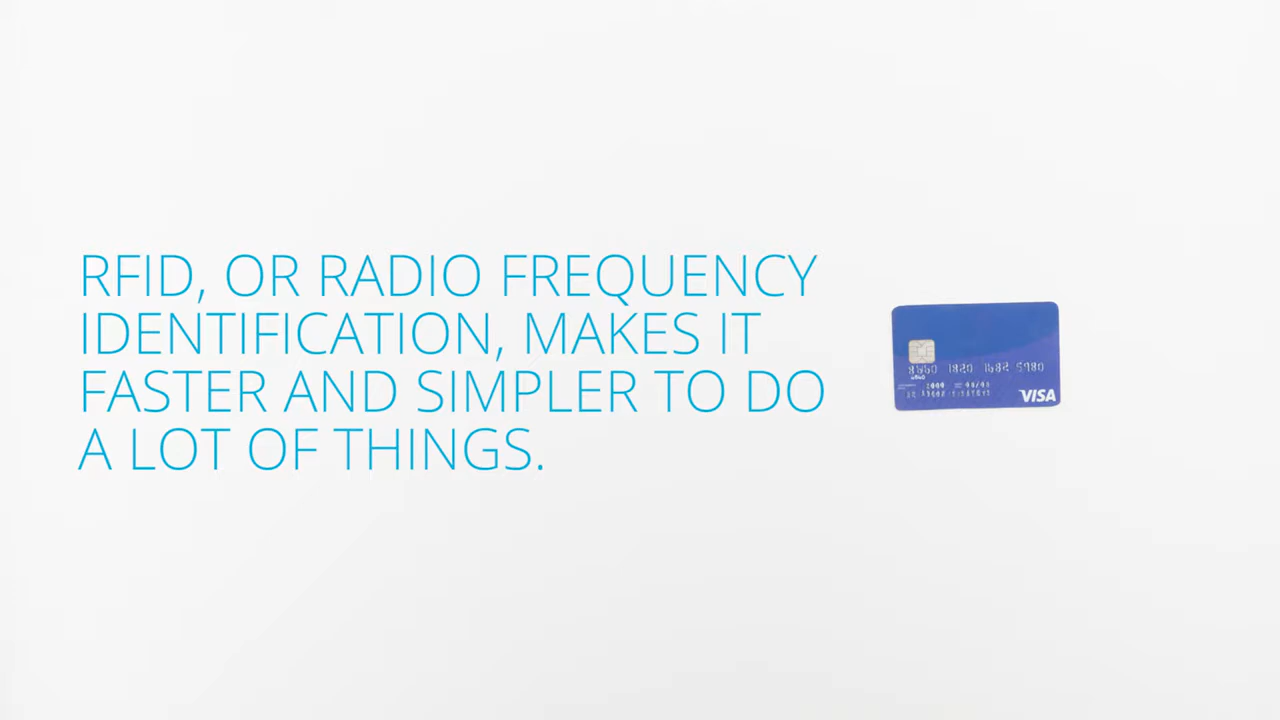 RFID, OR RADIO FREQUENCY
IDENTIFICATION, MAKES IT
FASTER AND SIMPLER TO DO
A LOT OF THINGS.
VISA